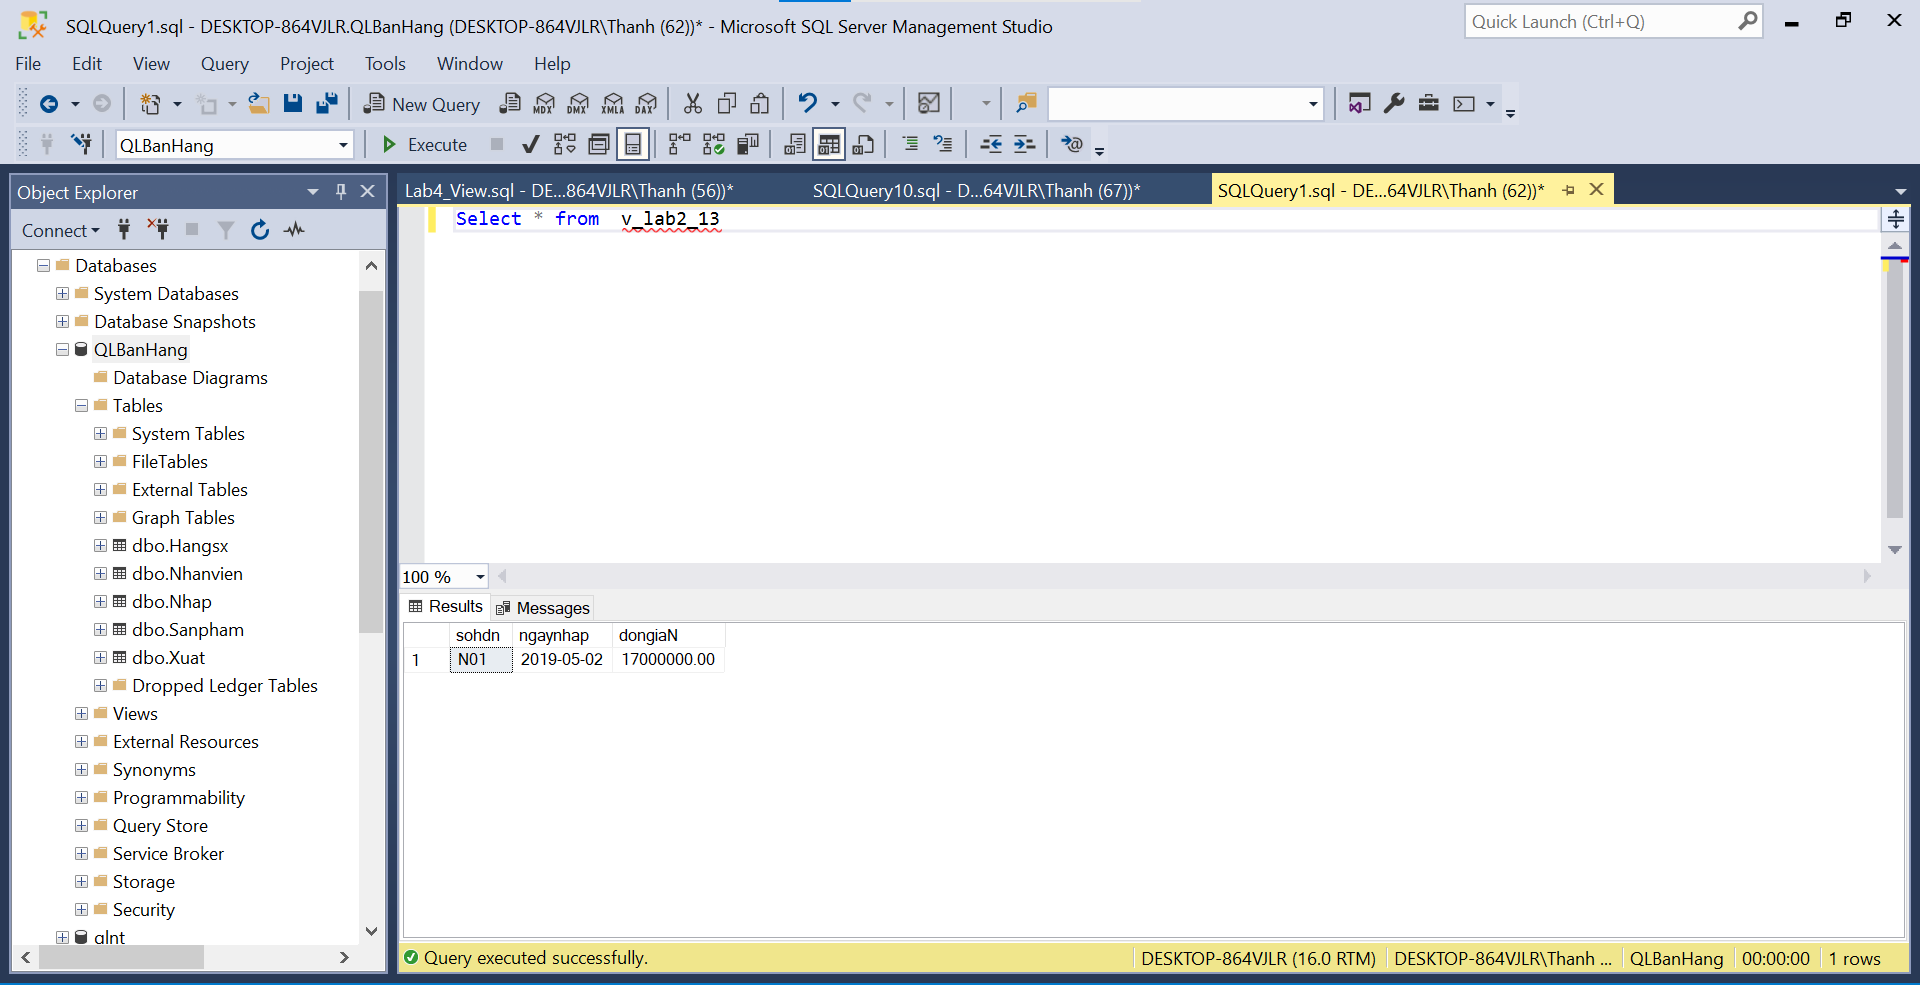 SQLQuery1.sql - DESKTOP-864VJLR.QLBanHang (DESKTOP-864VJLR\Thanh (62))* - Microsoft SQL Server Management Studio
Quick Launch (Ctrl+Q)
File Edit View Query Project Tools Window Help
New Query MDX DMX XMLA DAX
QLBanHang Execute
Object Explorer
Connect
Databases
System Databases
Database Snapshots
QLBanHang
Database Diagrams
Tables
System Tables
FileTables
External Tables
Graph Tables
dbo.Hangsx
dbo.Nhanvien
dbo.Nhap
dbo.Sanpham
dbo.Xuat
Dropped Ledger Tables
Views
External Resources
Synonyms
Programmability
Query Store
Service Broker
Storage
Security
qlnt
Lab4_View.sql - DE...864VJLR\Thanh (56))* SQLQuery10.sql - D...64VJLR\Thanh (67))* SQLQuery1.sql - DE...64VJLR\Thanh (62))*
Select * from v_lab2_13
100 %
Results Messages
sohdn ngaynhap dongiaN
1 N01 2019-05-02 17000000.00
Query executed successfully. DESKTOP-864VJLR (16.0 RTM) DESKTOP-864VJLR\Thanh ... QLBanHang 00:00:00 1 rows